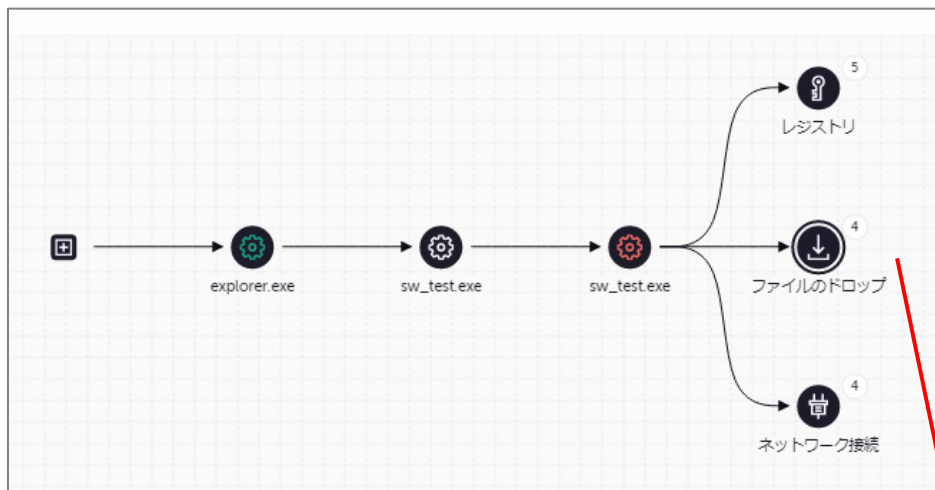 5
レジストリ
4
explorer.exe
sw_test.exe
sw_test.exe
ファイルのドロップ
4
ネットワーク接続